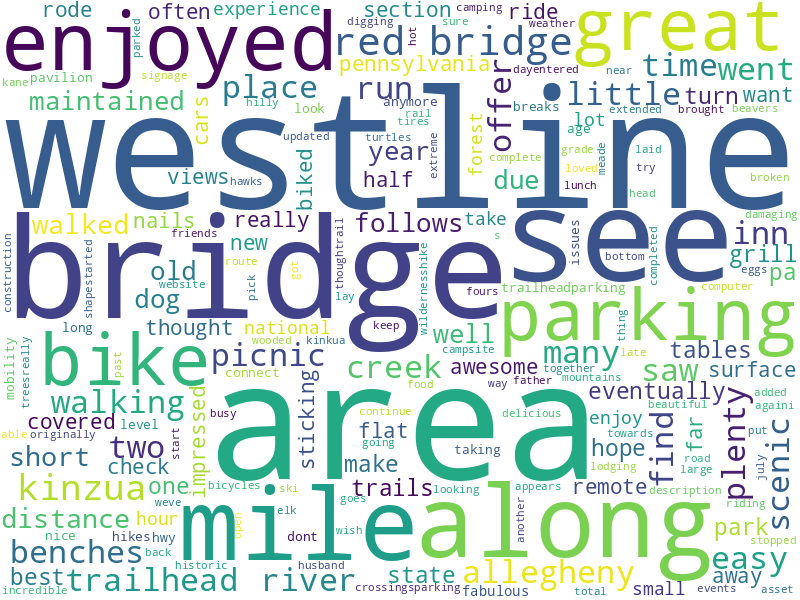 rode often experience section ride digging sure camping weather
parked hot
enjoyed red bridge great
kane pavilion signage pennsylvania dayentered near time went
maintained place run offer little turn want
hilly look anymore breaks extended brought beavers
cars rail tires forest lot
westline
updated turtles year extreme age grade laid
views hawks biked half complete meade try broken
due loved lunch head damaging
walked nails really follows take
bridge see inn
construction friends new s issues bottom completed grill
shapestarted old route got thoughtrail
website pick lay wildernesshike eggs pa
dog national fours trailheadparking computer
long thought keep well parking
wooded kinkua campsite thing late
bike picnic creek many tables
mobility treesreally past connect food awesome together saw surface
way father mountains
walking impressed sticking delicious eventually added beautiful againi
covered level busy flat continue enjoy put
able originally start area going towards far find plenty scenic
short two check make taking hope road large
kinzua one bicycles ski trails looking lodging remote description july riding
weve goes appears
distance hour open elk mile along park stopped
nice hikes hwy dont wish another
benches back historic state away easy
best trailhead river husband allegheny small events asset
incredible crossingsparking fabulous total